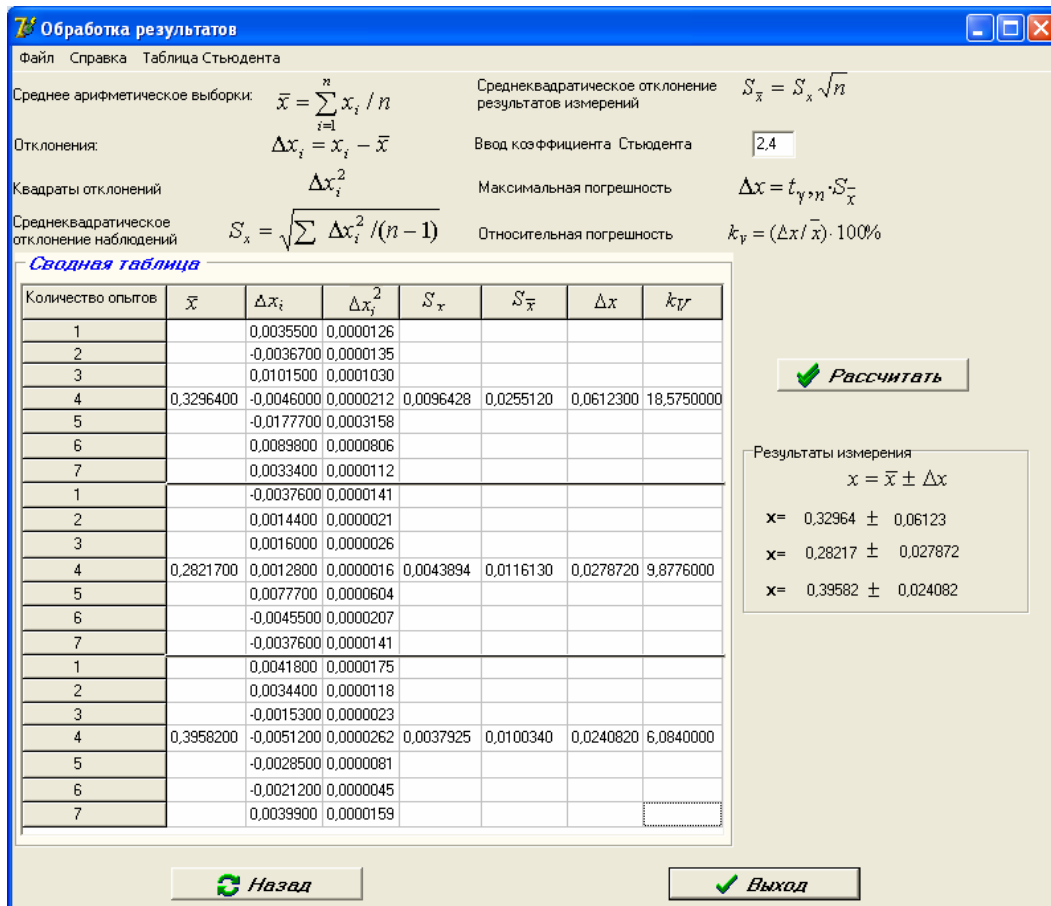 Обработка результатов
Файл Справка Таблица Стьюдента
Среднее арифметическое выборки: x̄ = ∑ᵢ₌₁ⁿ xᵢ / n
Среднеквадратическое отклонение
результатов измерений
S_x̄ = Sₓ √n
Отклонения: Δxᵢ = xᵢ − x̄
Ввод коэффициента Стьюдента 2,4
Квадраты отклонений Δxᵢ²
Максимальная погрешность Δx = t_γ,n · S_x̄
Среднеквадратическое
отклонение наблюдений
Sₓ = √(∑ Δxᵢ² /(n − 1))
Относительная погрешность k_γ = (Δx/x̄) · 100%
Сводная таблица
Количество опытов x̄ Δxᵢ Δxᵢ² Sₓ S_x̄ Δx k_V
1 0,0035500 0,0000126
2 -0,0036700 0,0000135
3 0,0101500 0,0001030
4 0,3296400 -0,0046000 0,0000212 0,0096428 0,0255120 0,0612300 18,5750000
5 -0,0177700 0,0003158
6 0,0089800 0,0000806
7 0,0033400 0,0000112
1 -0,0037600 0,0000141
2 0,0014400 0,0000021
3 0,0016000 0,0000026
4 0,2821700 0,0012800 0,0000016 0,0043894 0,0116130 0,0278720 9,8776000
5 0,0077700 0,0000604
6 -0,0045500 0,0000207
7 -0,0037600 0,0000141
1 0,0041800 0,0000175
2 0,0034400 0,0000118
3 -0,0015300 0,0000023
4 0,3958200 -0,0051200 0,0000262 0,0037925 0,0100340 0,0240820 6,0840000
5 -0,0028500 0,0000081
6 -0,0021200 0,0000045
7 0,0039900 0,0000159
Рассчитать
Результаты измерения
x = x̄ ± Δx
x= 0,32964 ± 0,06123
x= 0,28217 ± 0,027872
x= 0,39582 ± 0,024082
Назад
Выход